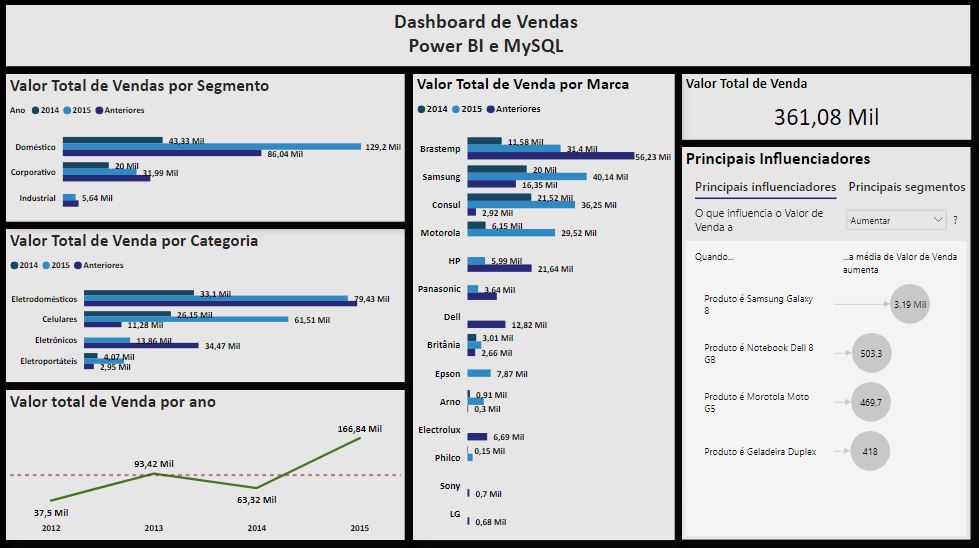 Dashboard de Vendas
Power BI e MySQL
Valor Total de Vendas por Segmento
Ano 2014 2015 Anteriores
Doméstico
43,33 Mil
129,2 Mil
86,04 Mil
Corporativo
20 Mil
31,99 Mil
Industrial
5,64 Mil
Valor Total de Venda por Categoria
2014 2015 Anteriores
Eletrodomésticos
33,1 Mil
79,43 Mil
Celulares
26,15 Mil
61,51 Mil
11,28 Mil
Eletrônicos
13,86 Mil
34,47 Mil
Eletroportáteis
4,07 Mil
2,95 Mil
Valor total de Venda por ano
37,5 Mil
93,42 Mil
63,32 Mil
166,84 Mil
2012 2013 2014 2015
Valor Total de Venda por Marca
2014 2015 Anteriores
Brastemp
11,58 Mil
31,4 Mil
56,23 Mil
Samsung
20 Mil
40,14 Mil
16,35 Mil
Consul
21,52 Mil
36,25 Mil
2,92 Mil
Motorola
6,15 Mil
29,52 Mil
HP
5,99 Mil
21,64 Mil
Panasonic
3,64 Mil
Dell
12,82 Mil
Britânia
3,01 Mil
2,66 Mil
Epson
7,87 Mil
Arno
0,91 Mil
0,3 Mil
Electrolux
6,69 Mil
Philco
0,15 Mil
Sony
0,7 Mil
LG
0,68 Mil
Valor Total de Venda
361,08 Mil
Principais Influenciadores
Principais influenciadores Principais segmentos
O que influencia o Valor de
Venda a
Aumentar
?
Quando...
...a média de Valor de Venda
aumenta
Produto é Samsung Galaxy
8
3,19 Mil
Produto é Notebook Dell 8
GB
503,3
Produto é Morotola Moto
G5
469,7
Produto é Geladeira Duplex
418